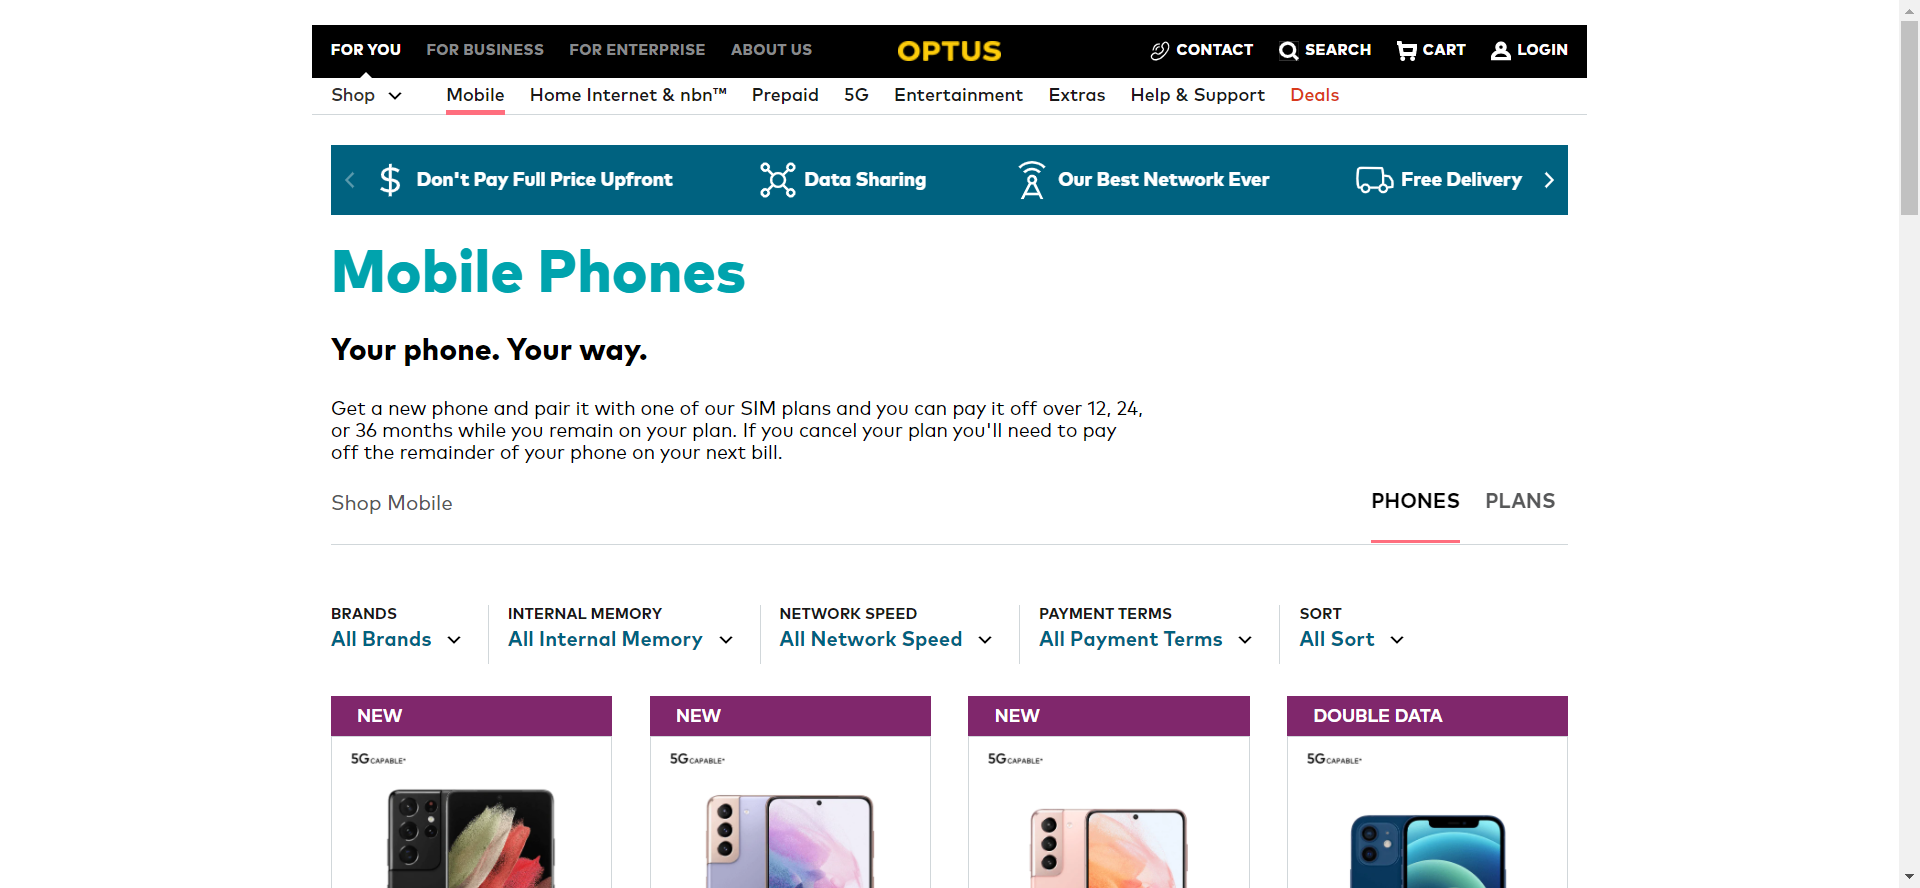 FOR YOU FOR BUSINESS FOR ENTERPRISE ABOUT US OPTUS CONTACT SEARCH CART LOGIN
Shop Mobile Home Internet & nbn™ Prepaid 5G Entertainment Extras Help & Support Deals
Don't Pay Full Price Upfront Data Sharing Our Best Network Ever Free Delivery
Mobile Phones
Your phone. Your way.
Get a new phone and pair it with one of our SIM plans and you can pay it off over 12, 24,
or 36 months while you remain on your plan. If you cancel your plan you'll need to pay
off the remainder of your phone on your next bill.
Shop Mobile PHONES PLANS
BRANDS INTERNAL MEMORY NETWORK SPEED PAYMENT TERMS SORT
All Brands All Internal Memory All Network Speed All Payment Terms All Sort
NEW NEW NEW DOUBLE DATA
5G CAPABLE* 5G CAPABLE* 5G CAPABLE* 5G CAPABLE*